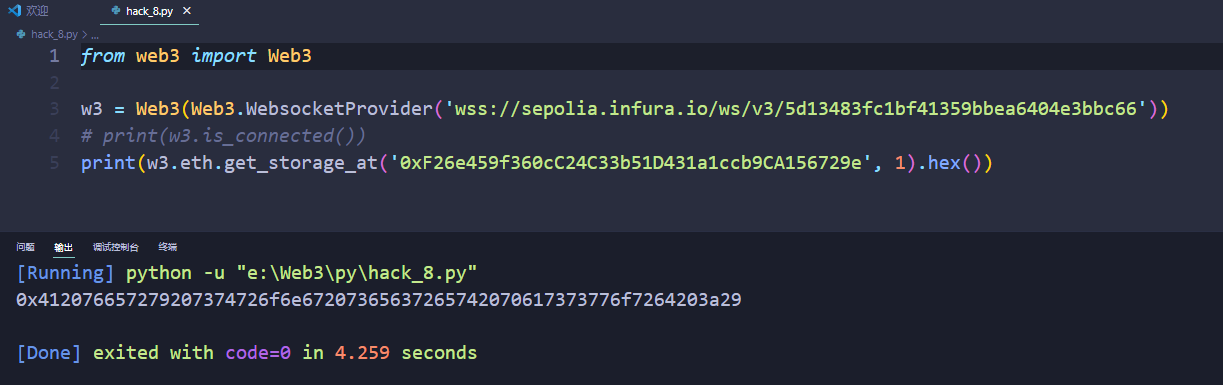 欢迎
hack_8.py ✕
hack_8.py > ...
1 from web3 import Web3
2
3 w3 = Web3(Web3.WebsocketProvider('wss://sepolia.infura.io/ws/v3/5d13483fc1bf41359bbea6404e3bbc66'))
4 # print(w3.is_connected())
5 print(w3.eth.get_storage_at('0xF26e459f360cC24C33b51D431a1ccb9CA156729e', 1).hex())
问题 输出 调试控制台 终端
[Running] python -u "e:\Web3\py\hack_8.py"
0x412076657279207374726f6e67207365637265742070617373776f7264203a29
[Done] exited with code=0 in 4.259 seconds